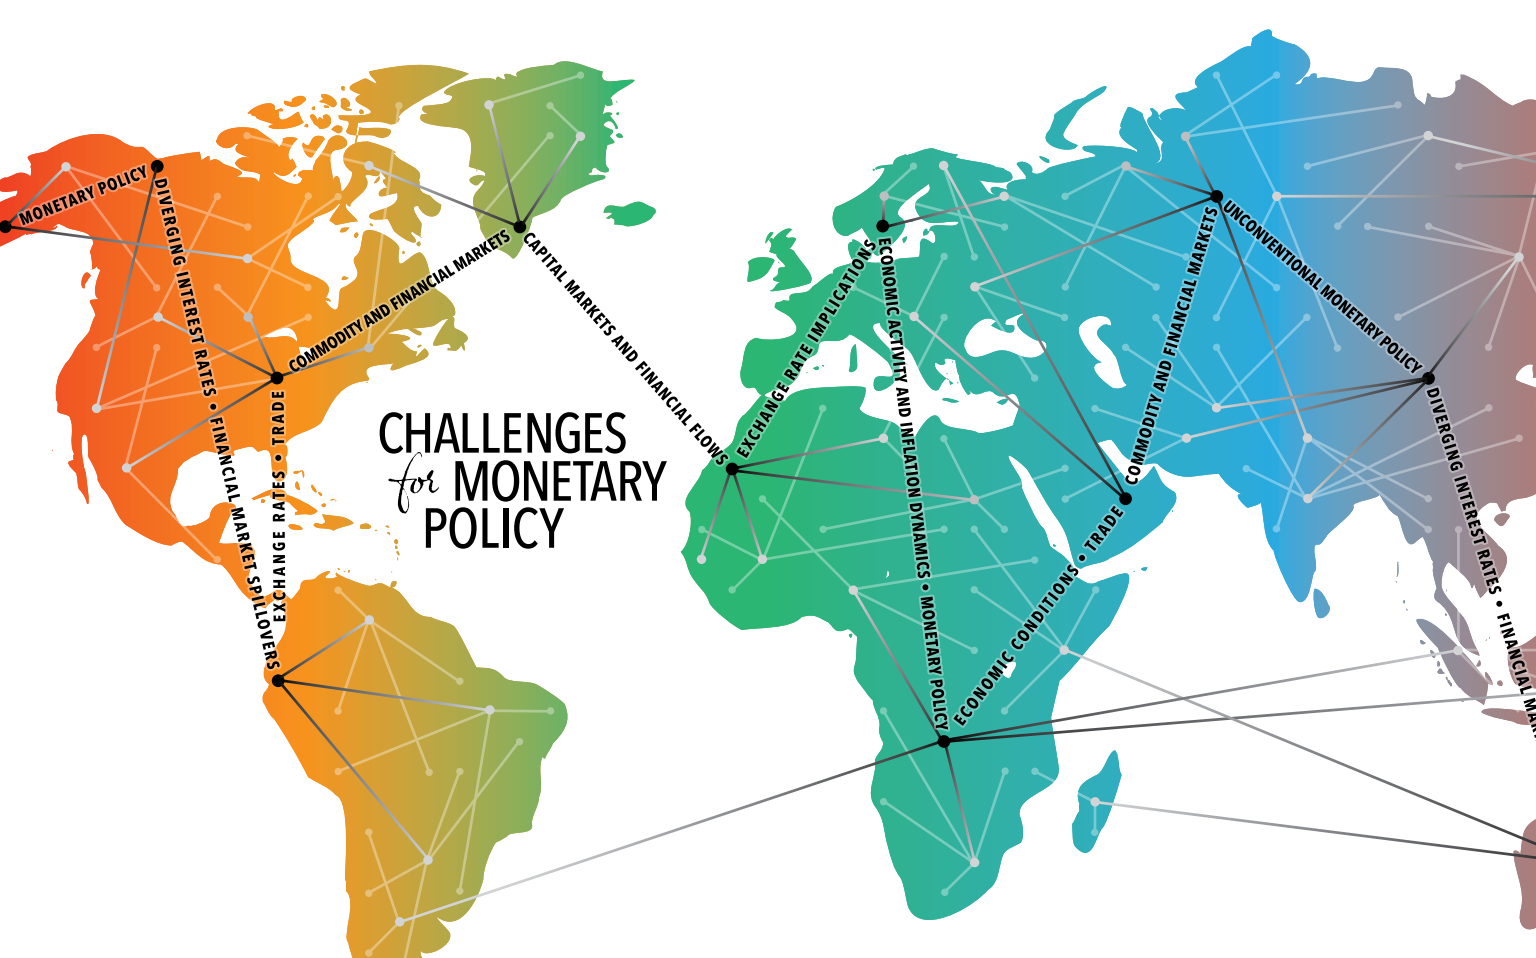 MONETARY POLICY
DIVERGING INTEREST RATES • FINANCIAL MARKET SPILLOVERS
EXCHANGE RATES • TRADE
COMMODITY AND FINANCIAL MARKETS
CAPITAL MARKETS AND FINANCIAL FLOWS
CHALLENGES
for MONETARY
POLICY
EXCHANGE RATE IMPLICATIONS
ECONOMIC ACTIVITY AND INFLATION DYNAMICS • MONETARY POLICY
ECONOMIC CONDITIONS • TRADE
COMMODITY AND FINANCIAL MARKETS
UNCONVENTIONAL MONETARY POLICY
DIVERGING INTEREST RATES • FINANCIAL MAR